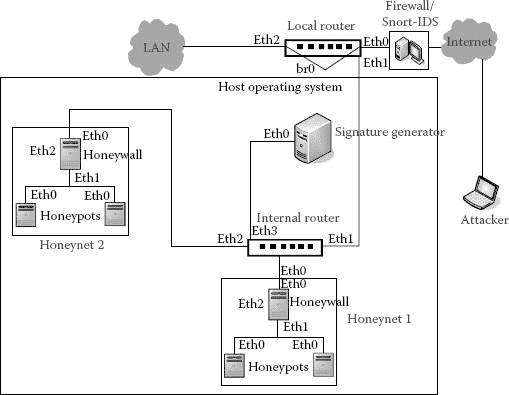 Firewall/
Snort-IDS
Local router
LAN
Eth2
Eth0
Internet
br0
Eth1
Host operating system
Eth0
Eth2
Honeywall
Eth1
Eth0
Eth0
Honeypots
Honeynet 2
Eth0
Signature generator
Attacker
Internal router
Eth3
Eth2
Eth1
Eth0
Eth0
Eth2
Honeywall
Honeynet 1
Eth1
Eth0
Eth0
Honeypots